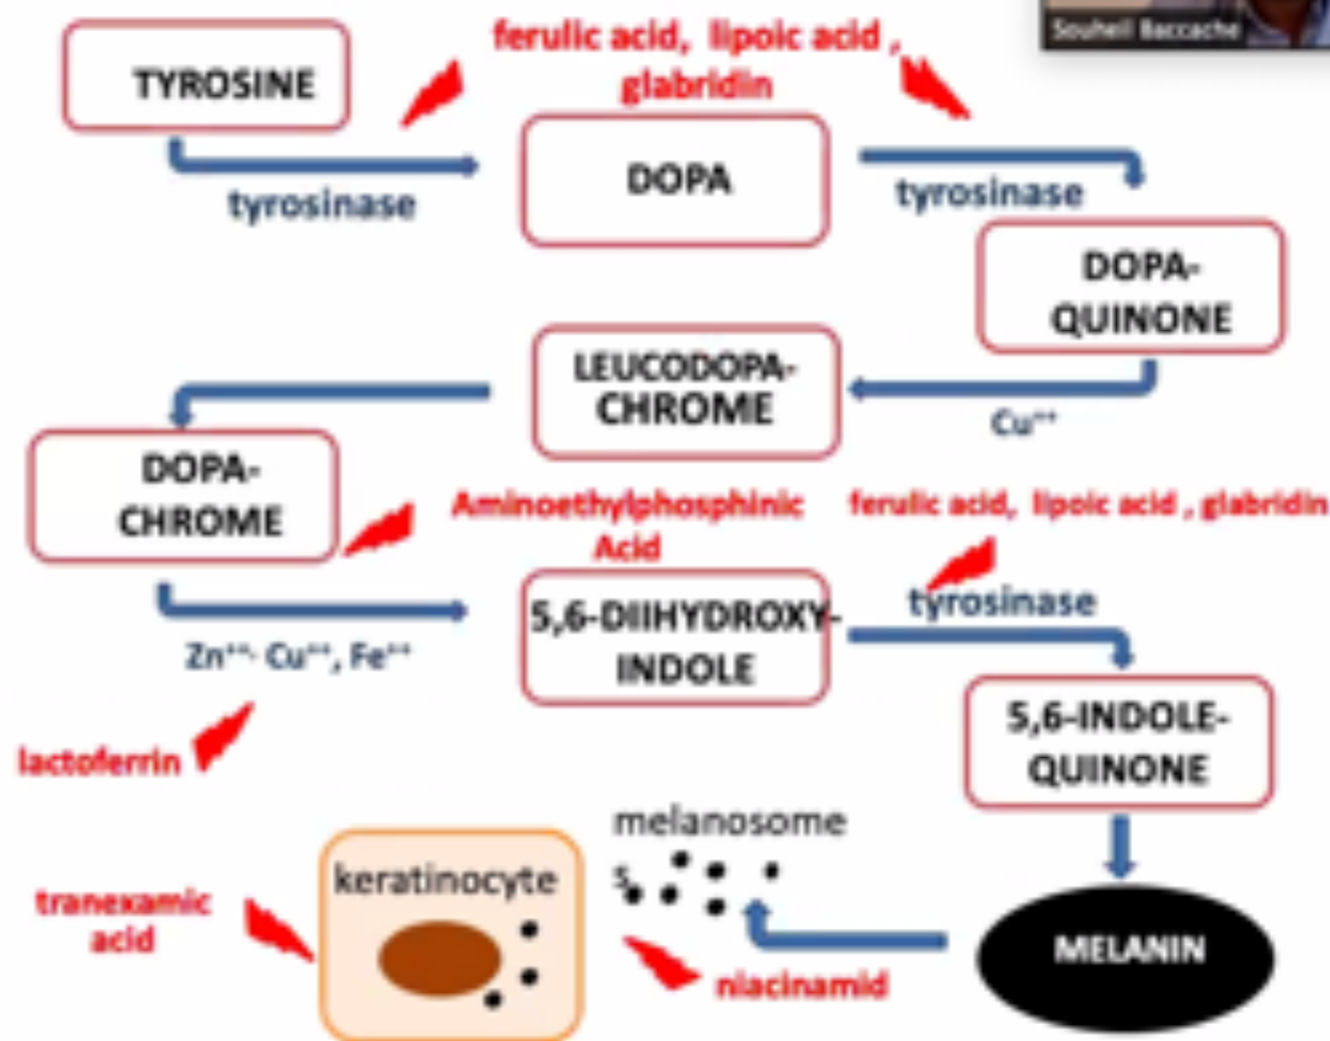 Souheil Baccache
ferulic acid, lipoic acid ,
glabridin
TYROSINE
DOPA
tyrosinase
tyrosinase
DOPA-
QUINONE
LEUCODOPA-
CHROME
Cu⁺⁺
DOPA-
CHROME
Aminoethylphosphinic
Acid
ferulic acid, lipoic acid , glabridin
tyrosinase
5,6-DIIHYDROXY-
INDOLE
Zn⁺⁺, Cu⁺⁺, Fe⁺⁺
5,6-INDOLE-
QUINONE
lactoferrin
melanosome
s
keratinocyte
tranexamic
acid
MELANIN
niacinamid